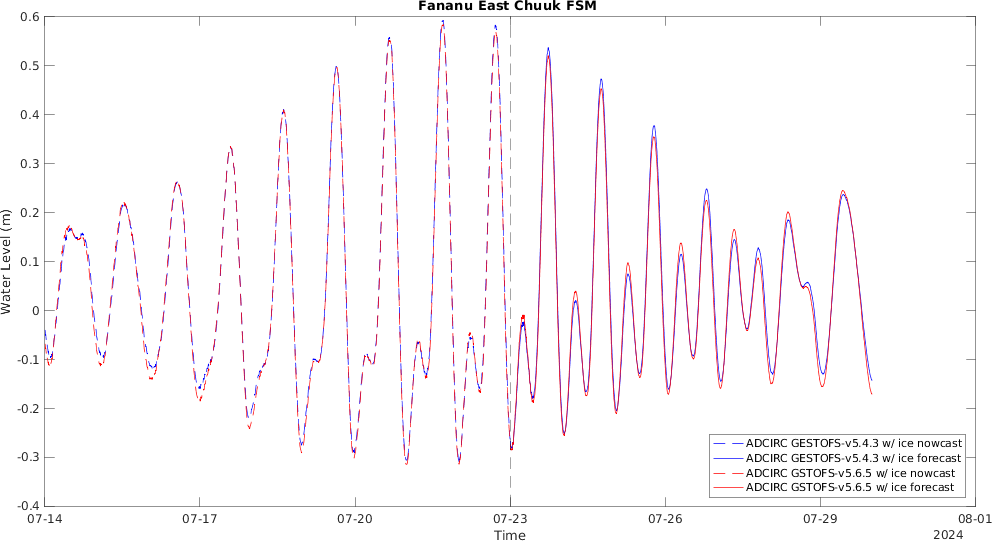 Fananu East Chuuk FSM
0.6
0.5
0.4
0.3
0.2
0.1
0
-0.1
-0.2
-0.3
-0.4
Water Level (m)
07-14
07-17
07-20
07-23
07-26
07-29
08-01
Time
2024
ADCIRC GESTOFS-v5.4.3 w/ ice nowcast
ADCIRC GESTOFS-v5.4.3 w/ ice forecast
ADCIRC GSTOFS-v5.6.5 w/ ice nowcast
ADCIRC GSTOFS-v5.6.5 w/ ice forecast